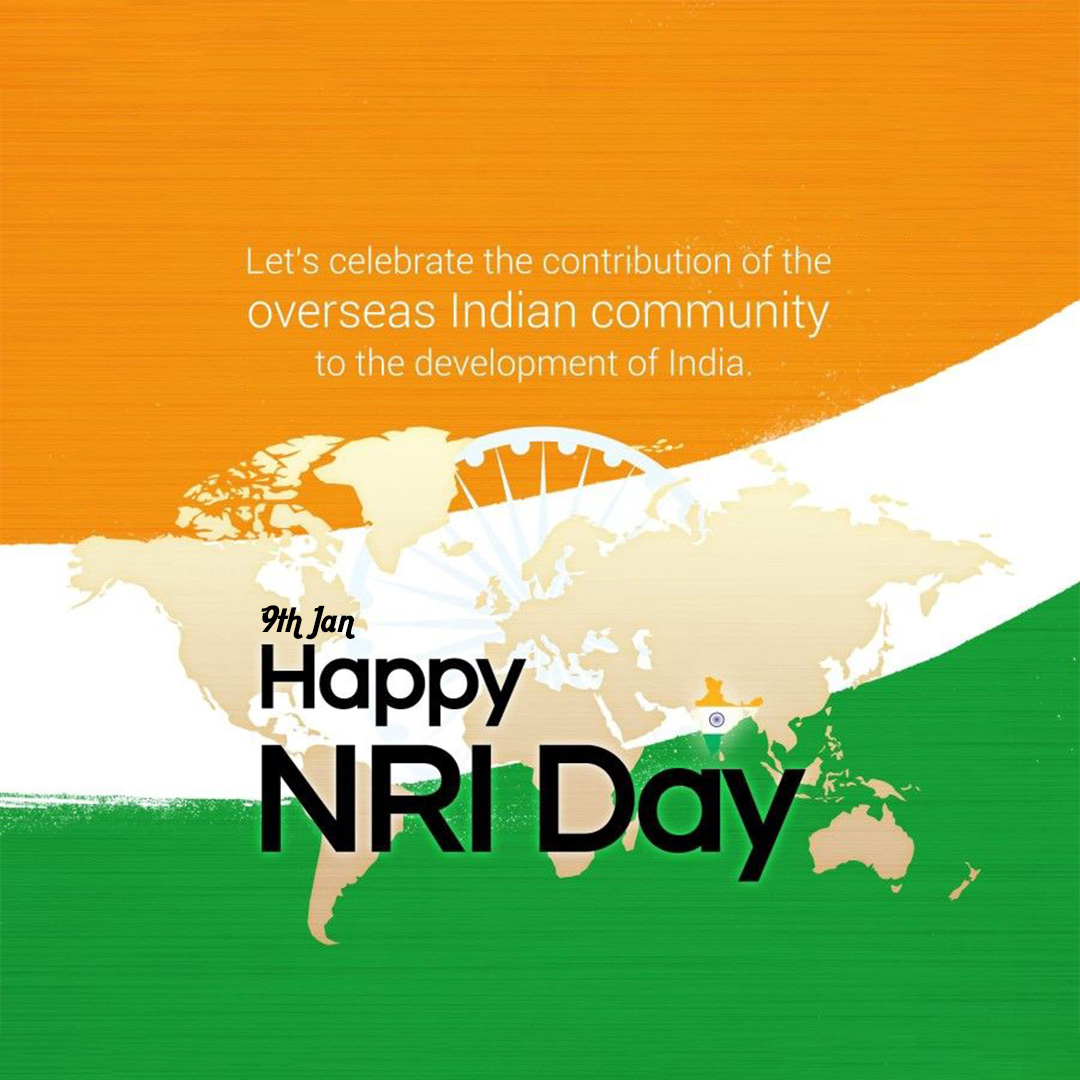 Let's celebrate the contribution of the
overseas Indian community
to the development of India.
9th Jan
Happy
NRI Day